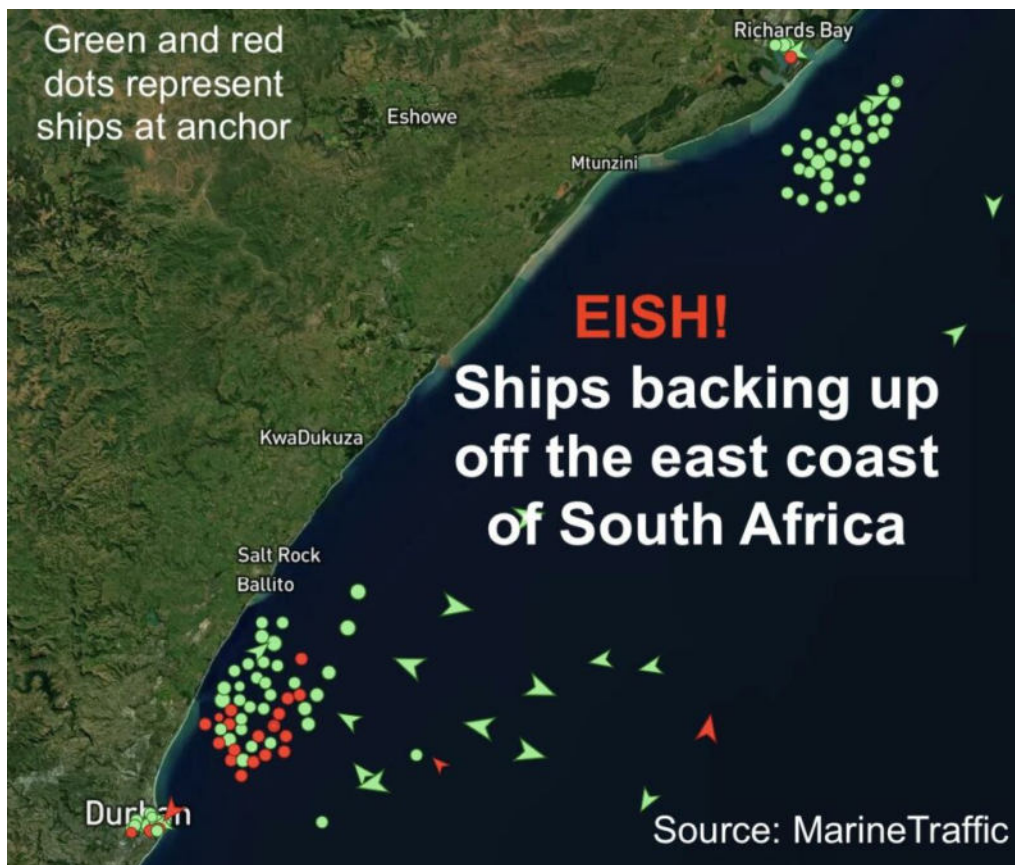 Green and red
dots represent
ships at anchor
Richards Bay
Eshowe
Mtunzini
EISH!
Ships backing up
off the east coast
of South Africa
KwaDukuza
Salt Rock
Ballito
Durban
Source: MarineTraffic